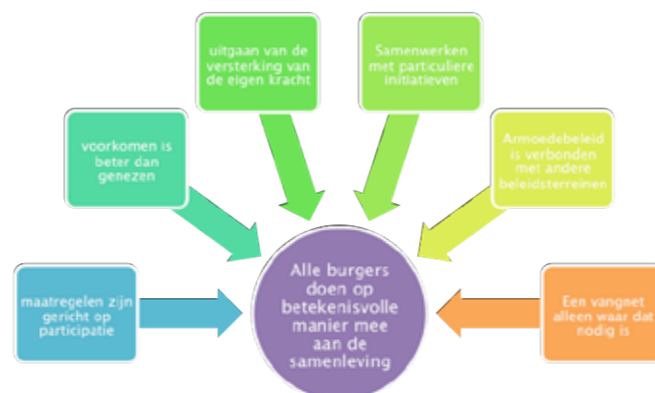 uitgaan van de
versterking van
de eigen kracht
Samenwerken
met particuliere
initiatieven
voorkomen is
beter dan
genezen
Armoedebeleid
is verbonden
met andere
beleidsterreinen
maatregelen zijn
gericht op
participatie
Alle burgers
doen op
betekenisvolle
manier mee
aan de
samenleving
Een vangnet
alleen waar dat
nodig is